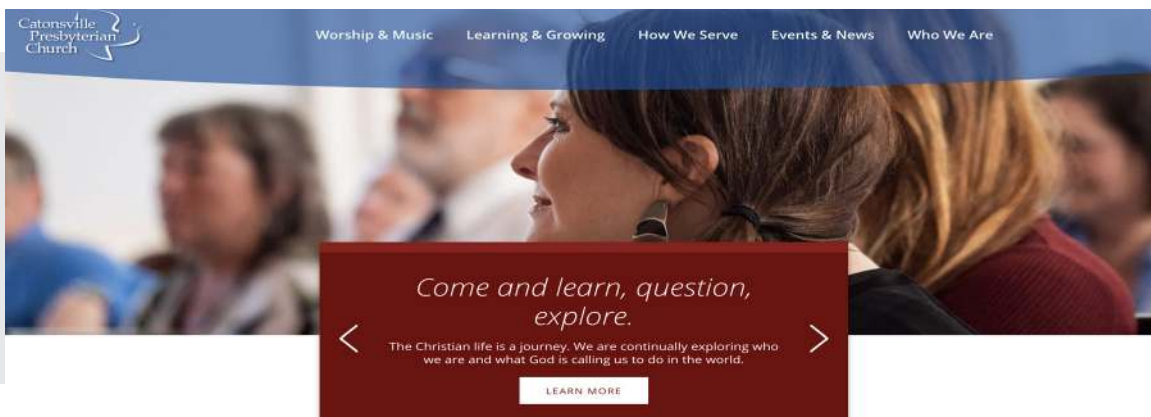 Catonsville
Presbyterian
Church
Worship & Music Learning & Growing How We Serve Events & News Who We Are
Come and learn, question,
explore.
The Christian life is a journey. We are continually exploring who
we are and what God is calling us to do in the world.
LEARN MORE